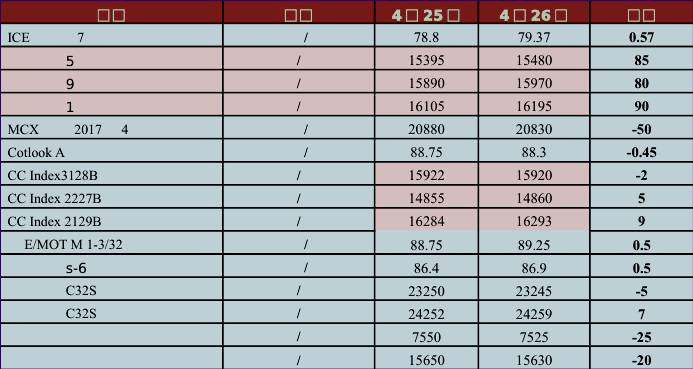 4 25 4 26
ICE 7 / 78.8 79.37 0.57
5 / 15395 15480 85
9 / 15890 15970 80
1 / 16105 16195 90
MCX 2017 4 / 20880 20830 -50
Cotlook A / 88.75 88.3 -0.45
CC Index3128B / 15922 15920 -2
CC Index 2227B / 14855 14860 5
CC Index 2129B / 16284 16293 9
E/MOT M 1-3/32 / 88.75 89.25 0.5
s-6 / 86.4 86.9 0.5
C32S / 23250 23245 -5
C32S / 24252 24259 7
/ 7550 7525 -25
/ 15650 15630 -20